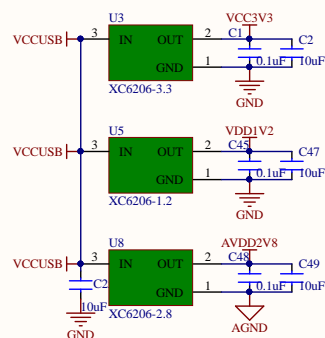 U3
VCCUSB 3 IN OUT 2
GND 1
XC6206-3.3
VCC3V3
C1
C2
0.1uF
10uF
GND
U5
VCCUSB 3 IN OUT 2
GND 1
XC6206-1.2
VDD1V2
C45
C47
0.1uF
10uF
GND
U8
VCCUSB 3 IN OUT 2
GND 1
XC6206-2.8
AVDD2V8
C48
C49
0.1uF
10uF
AGND
10uF
GND